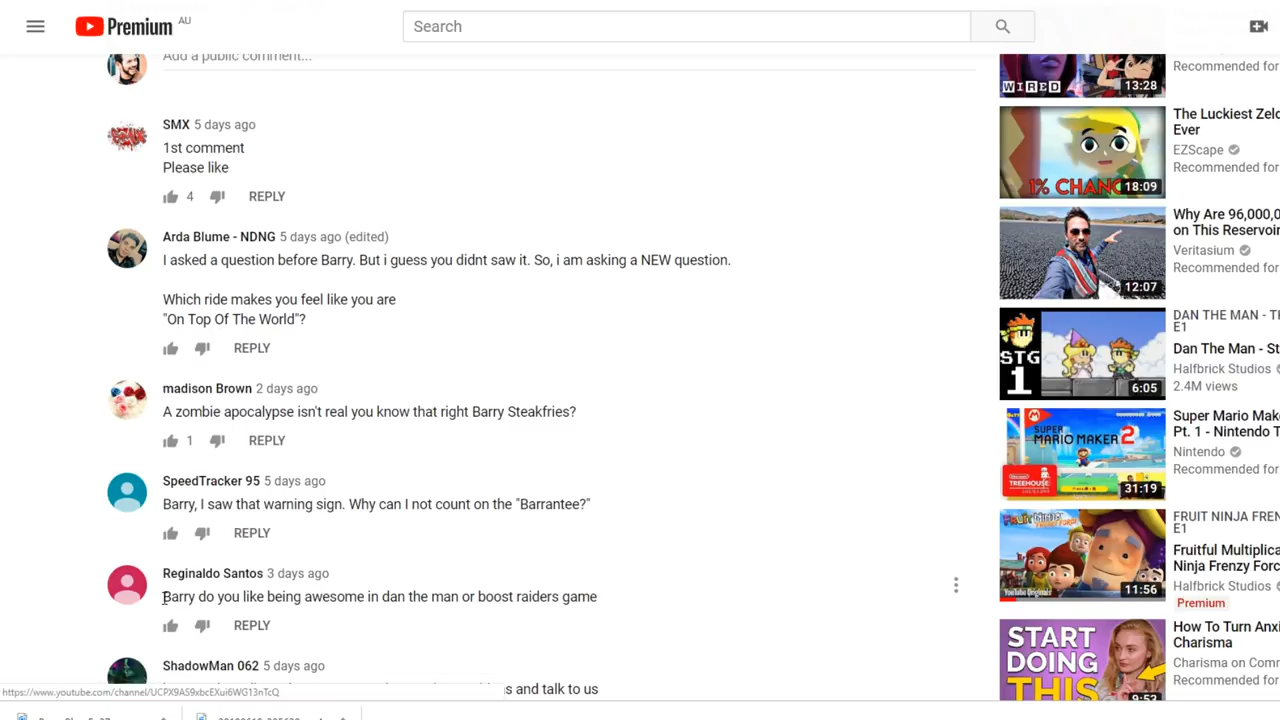 Premium AU
Search
Add a public comment...
SMX 5 days ago
1st comment
Please like
4 REPLY
Arda Blume - NDNG 5 days ago (edited)
I asked a question before Barry. But i guess you didnt saw it. So, i am asking a NEW question.
Which ride makes you feel like you are
"On Top Of The World"?
REPLY
madison Brown 2 days ago
A zombie apocalypse isn't real you know that right Barry Steakfries?
1 REPLY
SpeedTracker 95 5 days ago
Barry, I saw that warning sign. Why can I not count on the "Barrantee?"
REPLY
Reginaldo Santos 3 days ago
Barry do you like being awesome in dan the man or boost raiders game
REPLY
ShadowMan 062 5 days ago
s and talk to us
https://www.youtube.com/channel/UCPX9AS9xbcEXui6WG13nTcQ
WIRED
13:28
Recommended for
1% CHANC
18:09
The Luckiest Zeld
Ever
EZScape
Recommended for
12:07
Why Are 96,000,0
on This Reservoir
Veritasium
Recommended for
STG
1
6:05
DAN THE MAN - TH
E1
Dan The Man - St
Halfbrick Studios
2.4M views
SUPER
MARIO MAKER 2
TREEHOUSE
31:19
Super Mario Make
Pt. 1 - Nintendo T
Nintendo
Recommended for
FRUIT NINJA
YouTube Originals
11:56
FRUIT NINJA FREN
E1
Fruitful Multiplica
Ninja Frenzy Forc
Halfbrick Studios
Premium
START
DOING
THIS
9:53
How To Turn Anxi
Charisma
Charisma on Comm
Recommended for